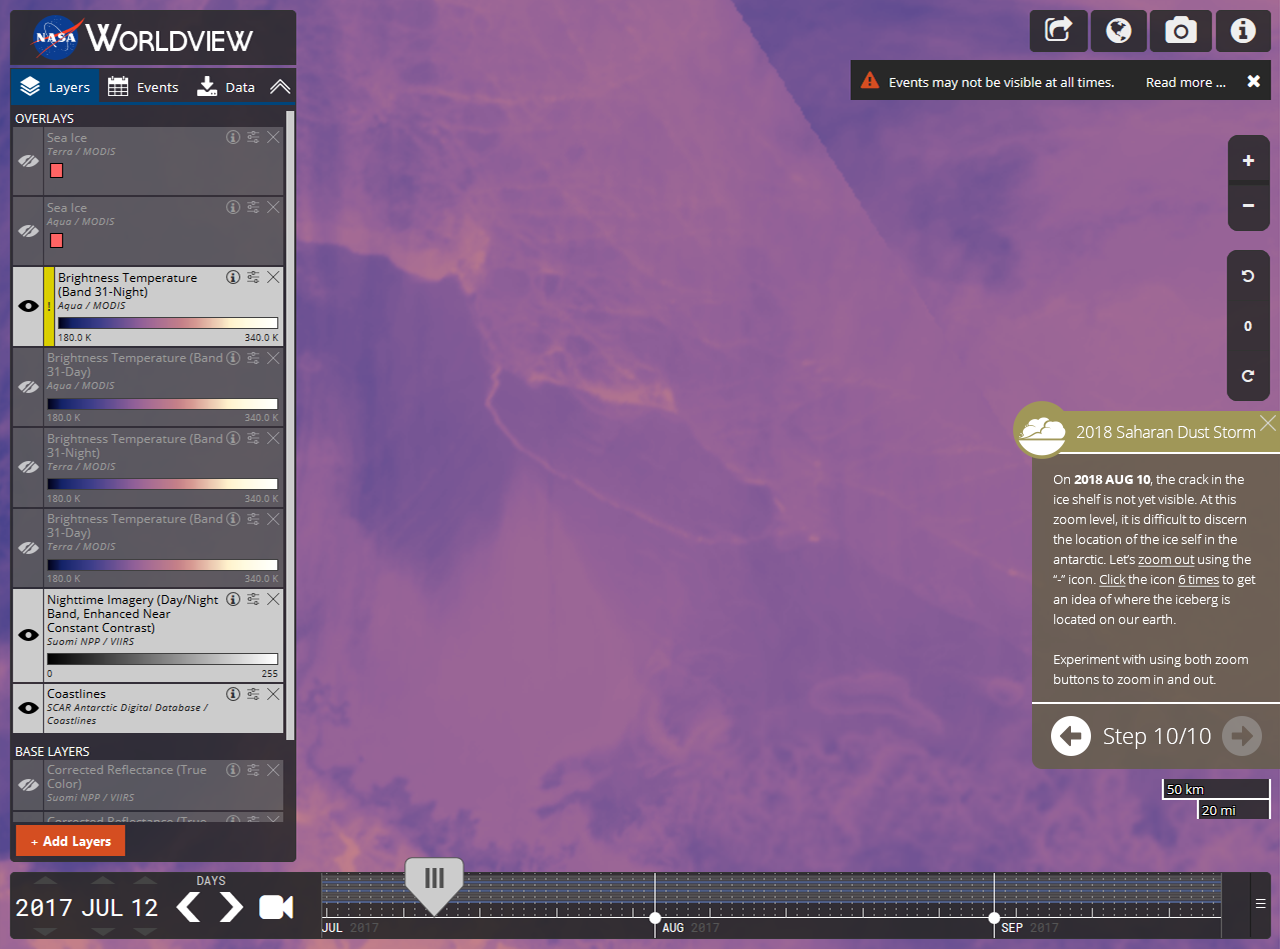 NASA WORLDVIEW
Layers Events Data
Events may not be visible at all times. Read more ...
OVERLAYS
Sea Ice
Terra / MODIS
Sea Ice
Aqua / MODIS
!
Brightness Temperature
(Band 31-Night)
Aqua / MODIS
180.0 K 340.0 K
Brightness Temperature (Band
31-Day)
Aqua / MODIS
180.0 K 340.0 K
Brightness Temperature (Band
31-Night)
Terra / MODIS
180.0 K 340.0 K
Brightness Temperature (Band
31-Day)
Terra / MODIS
180.0 K 340.0 K
Nighttime Imagery (Day/Night
Band, Enhanced Near
Constant Contrast)
Suomi NPP / VIIRS
0 255
Coastlines
SCAR Antarctic Digital Database /
Coastlines
BASE LAYERS
Corrected Reflectance (True
Color)
Suomi NPP / VIIRS
Corrected Reflectance (True
+ Add Layers
+
−
0
2018 Saharan Dust Storm
On 2018 AUG 10, the crack in the
ice shelf is not yet visible. At this
zoom level, it is difficult to discern
the location of the ice self in the
antarctic. Let's zoom out using the
"-" icon. Click the icon 6 times to get
an idea of where the iceberg is
located on our earth.
Experiment with using both zoom
buttons to zoom in and out.
Step 10/10
50 km
20 mi
DAYS
2017 JUL 12
JUL 2017 AUG 2017 SEP 2017